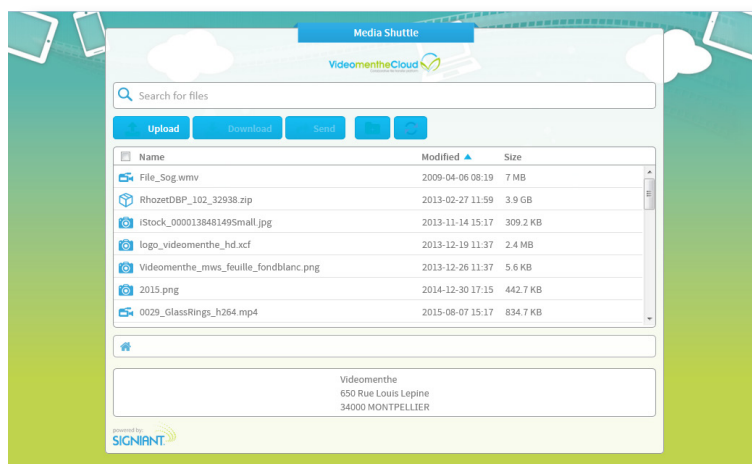 Media Shuttle
VideomentheCloud
Search for files
Upload Download Send
Name Modified Size
File_Sog.wmv 2009-04-06 08:19 7 MB
RhozetDBP_102_32938.zip 2013-02-27 11:59 3.9 GB
iStock_000013848149Small.jpg 2013-11-14 15:17 309.2 KB
logo_videomenthe_hd.xcf 2013-12-19 11:37 2.4 MB
Videomenthe_mws_feuille_fondblanc.png 2013-12-26 11:37 5.6 KB
2015.png 2014-12-30 17:15 442.7 KB
0029_GlassRings_h264.mp4 2015-08-07 15:17 834.7 KB
Videomenthe
650 Rue Louis Lepine
34000 MONTPELLIER
powered by:
SIGNIANT